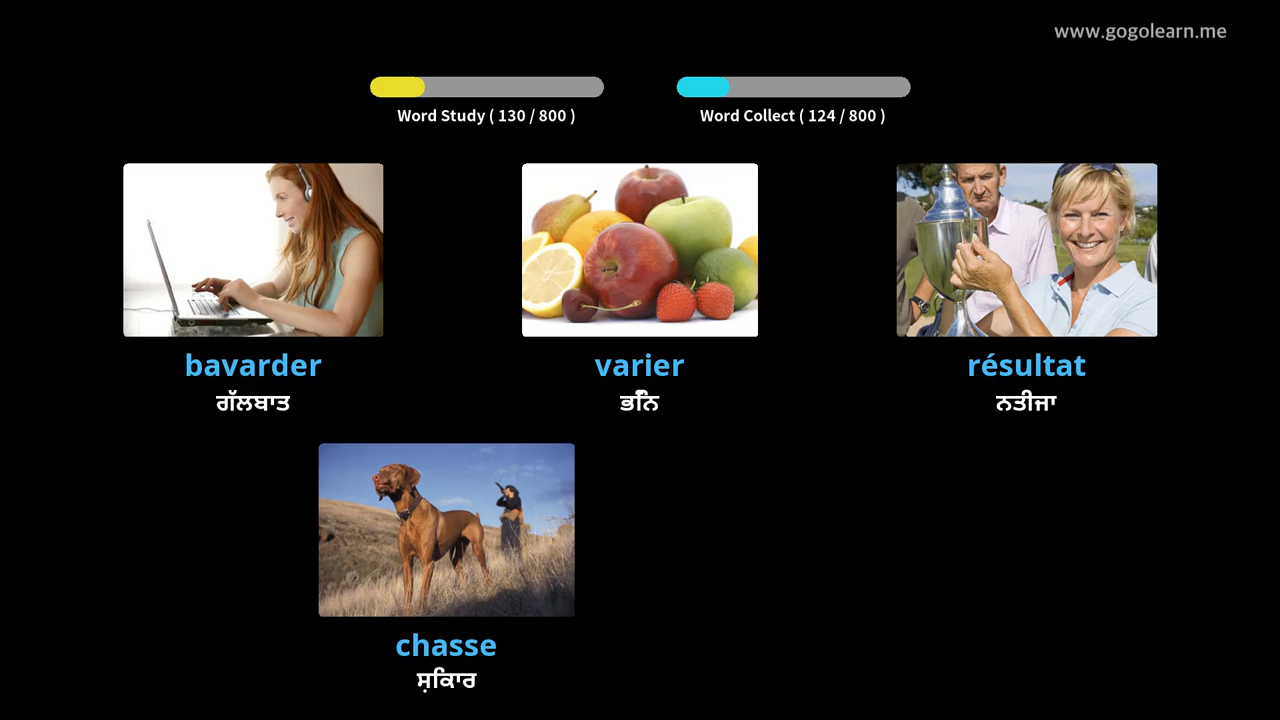 www.gogolearn.me
Word Study ( 130 / 800 )
Word Collect ( 124 / 800 )
bavarder
varier
résultat
ਗੱਲਬਾਤ
ਭਿੰਨ
ਨਤੀਜਾ
chasse
ਸ਼ਿਕਾਰ